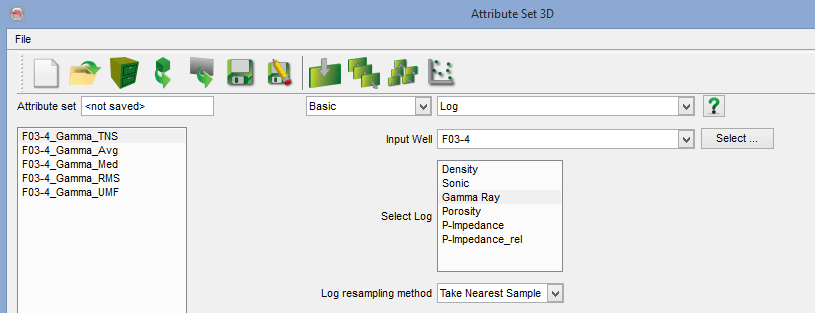 Attribute Set 3D
File
Attribute set <not saved> Basic Log ?
F03-4_Gamma_TNS
F03-4_Gamma_Avg
F03-4_Gamma_Med
F03-4_Gamma_RMS
F03-4_Gamma_UMF
Input Well F03-4 Select ...
Select Log
Density
Sonic
Gamma Ray
Porosity
P-Impedance
P-Impedance_rel
Log resampling method Take Nearest Sample